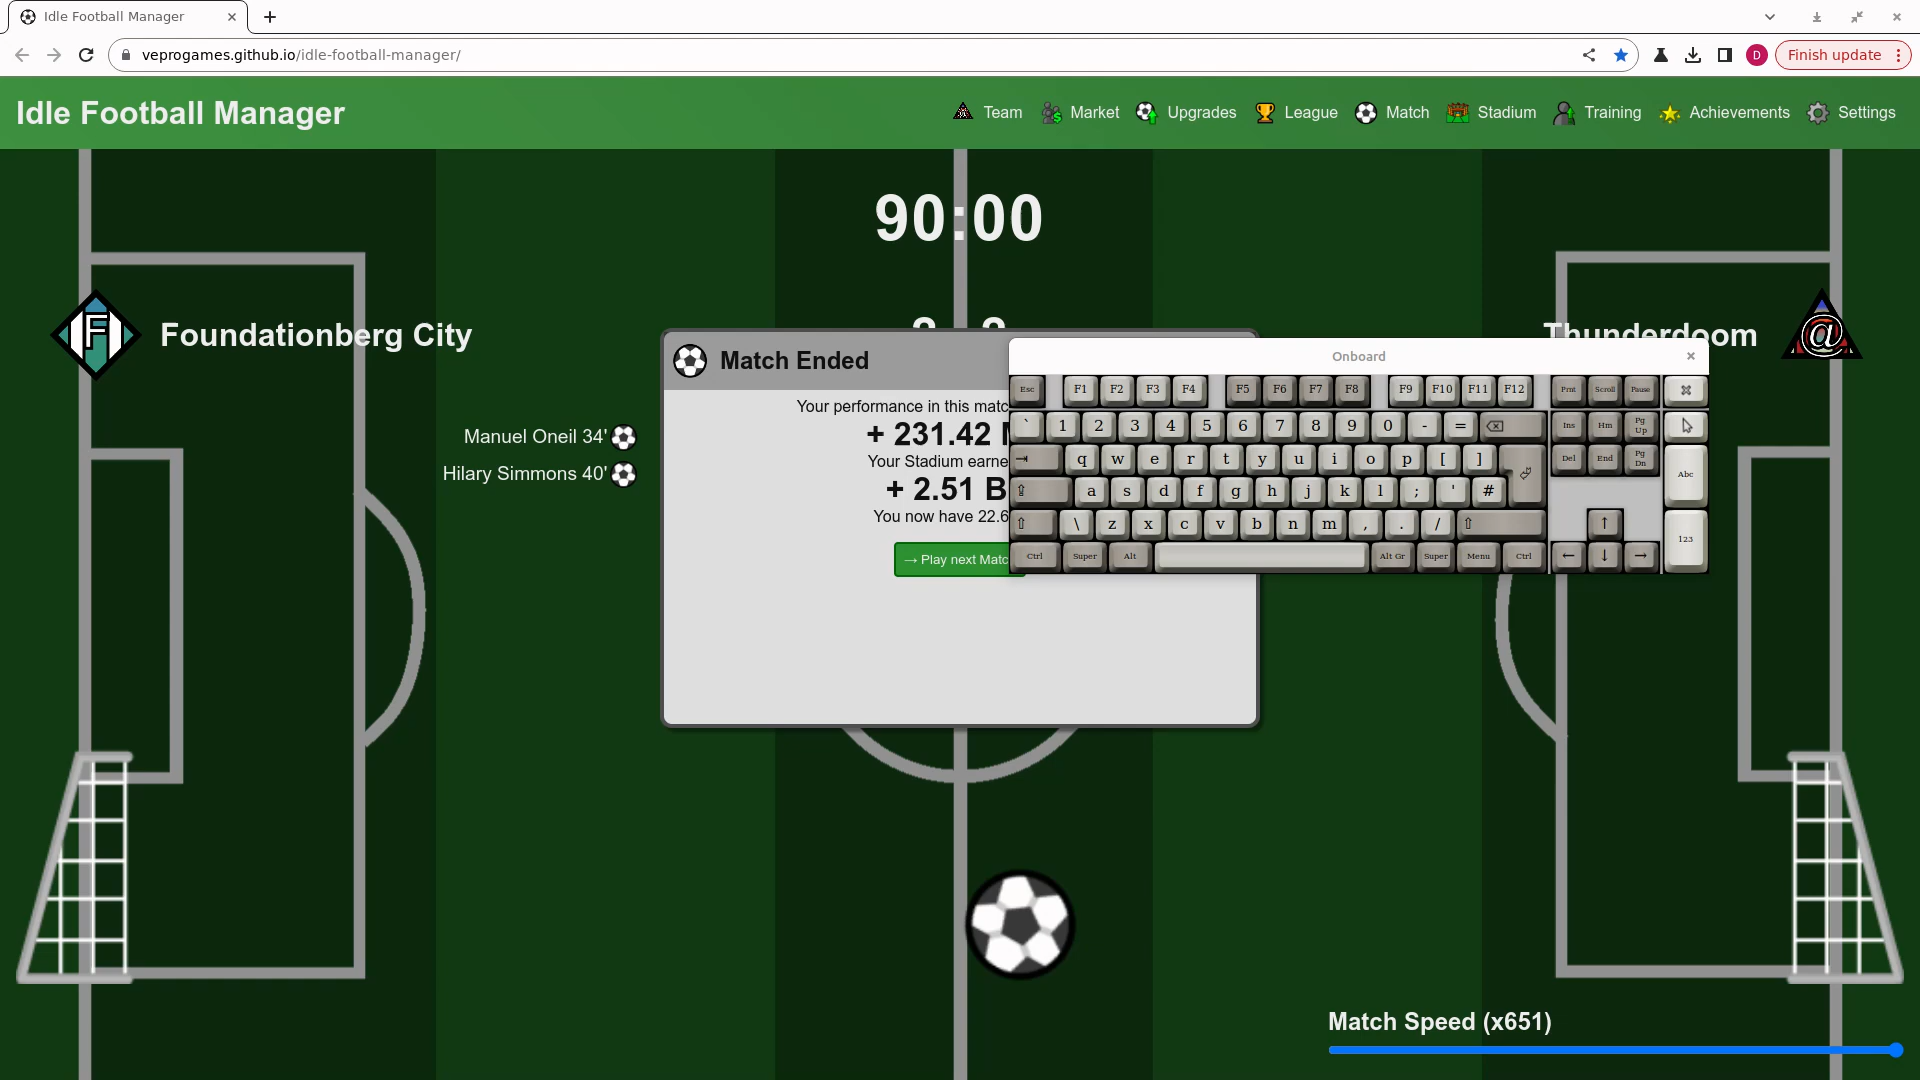 Idle Football Manager
veprogames.github.io/idle-football-manager/
D
Finish update
Idle Football Manager
Team
Market
Upgrades
League
Match
Stadium
Training
Achievements
Settings
90:00
F
Foundationberg City
Thunderdoom
@
Manuel Oneil 34'
Hilary Simmons 40'
Match Ended
Your performance in this matc
+ 231.42
Your Stadium earne
+ 2.51 B
You now have 22.6
→ Play next Matc
Onboard
Esc F1 F2 F3 F4 F5 F6 F7 F8 F9 F10 F11 F12 Prnt Scroll Pause
` 1 2 3 4 5 6 7 8 9 0 - = Ins Hm Pg Up
q w e r t y u i o p [ ] Del End Pg Dn Abc
a s d f g h j k l ; ' #
\ z x c v b n m , . / 123
Ctrl Super Alt Alt Gr Super Menu Ctrl
Match Speed (x651)